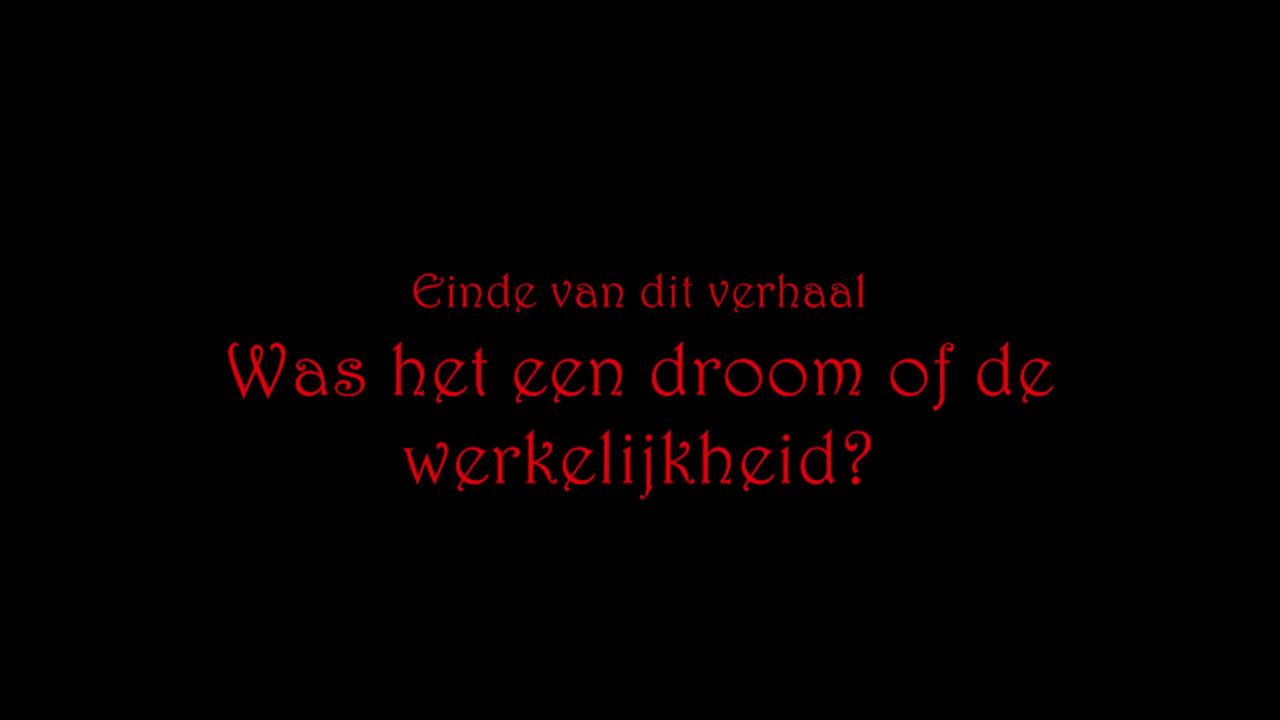 Einde van dit verhaal
Was het een droom of de
werkelijkheid?